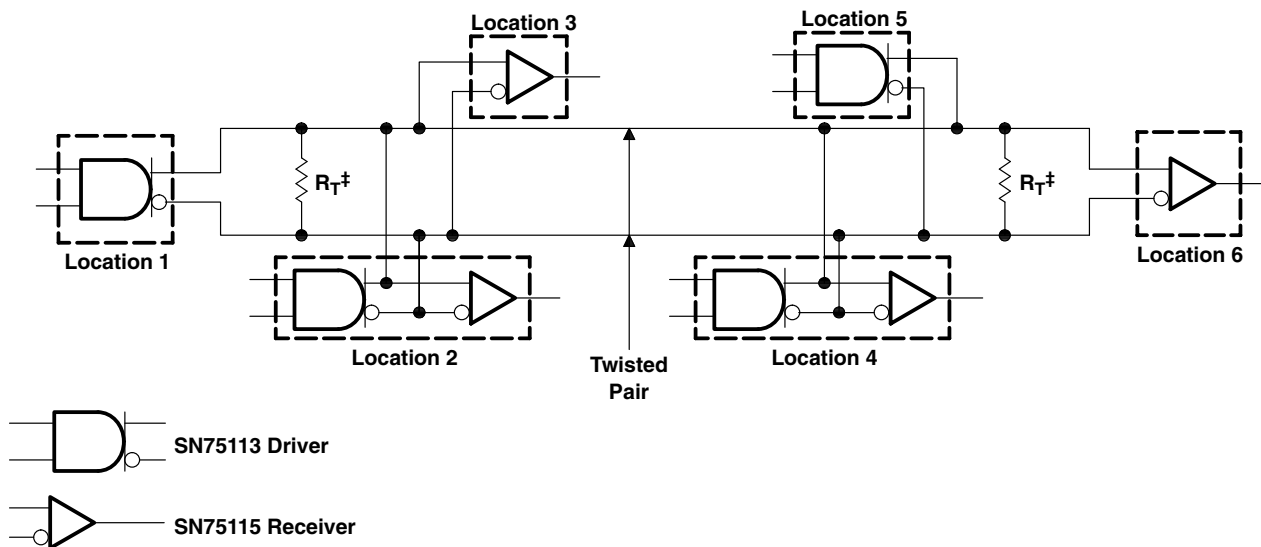 Location 3
Location 5
R_T‡
R_T‡
Location 1
Location 6
Location 2
Location 4
Twisted
Pair
SN75113 Driver
SN75115 Receiver